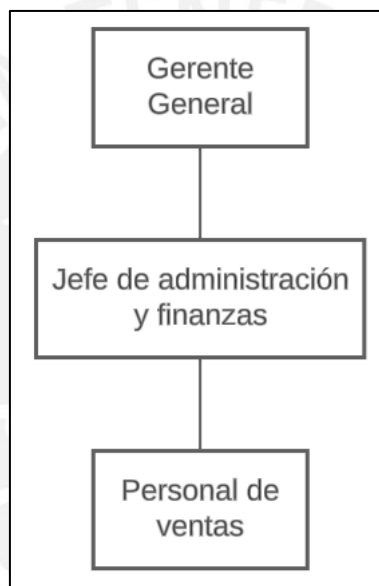 Gerente
General
Jefe de administración
y finanzas
Personal de
ventas